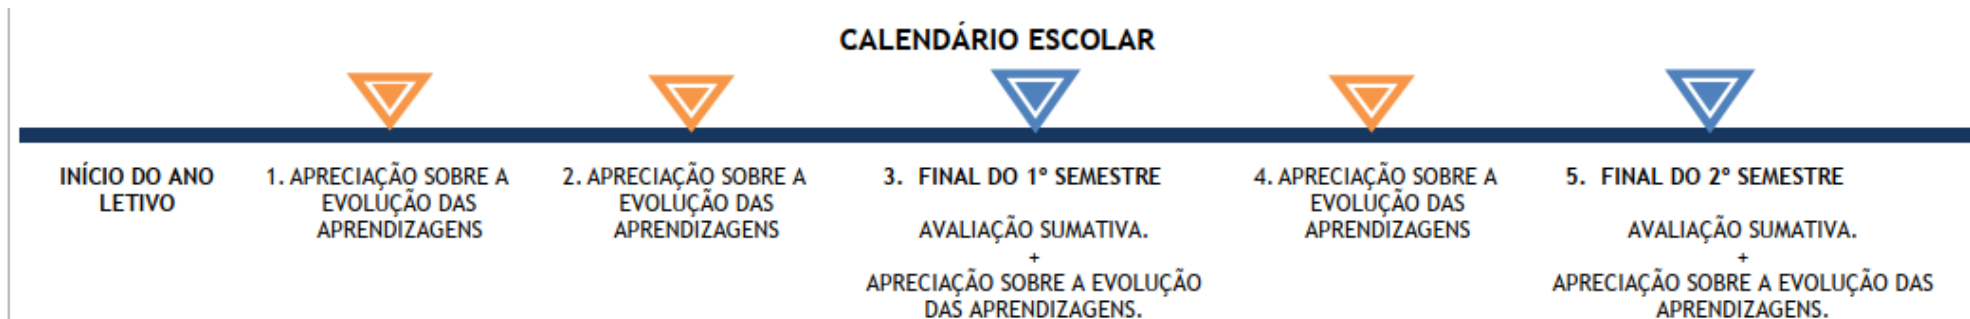 CALENDÁRIO ESCOLAR
INÍCIO DO ANO
LETIVO
1. APRECIAÇÃO SOBRE A
EVOLUÇÃO DAS
APRENDIZAGENS
2. APRECIAÇÃO SOBRE A
EVOLUÇÃO DAS
APRENDIZAGENS
3. FINAL DO 1º SEMESTRE
AVALIAÇÃO SUMATIVA.
+
APRECIAÇÃO SOBRE A EVOLUÇÃO
DAS APRENDIZAGENS.
4. APRECIAÇÃO SOBRE A
EVOLUÇÃO DAS
APRENDIZAGENS
5. FINAL DO 2º SEMESTRE
AVALIAÇÃO SUMATIVA.
+
APRECIAÇÃO SOBRE A EVOLUÇÃO DAS
APRENDIZAGENS.